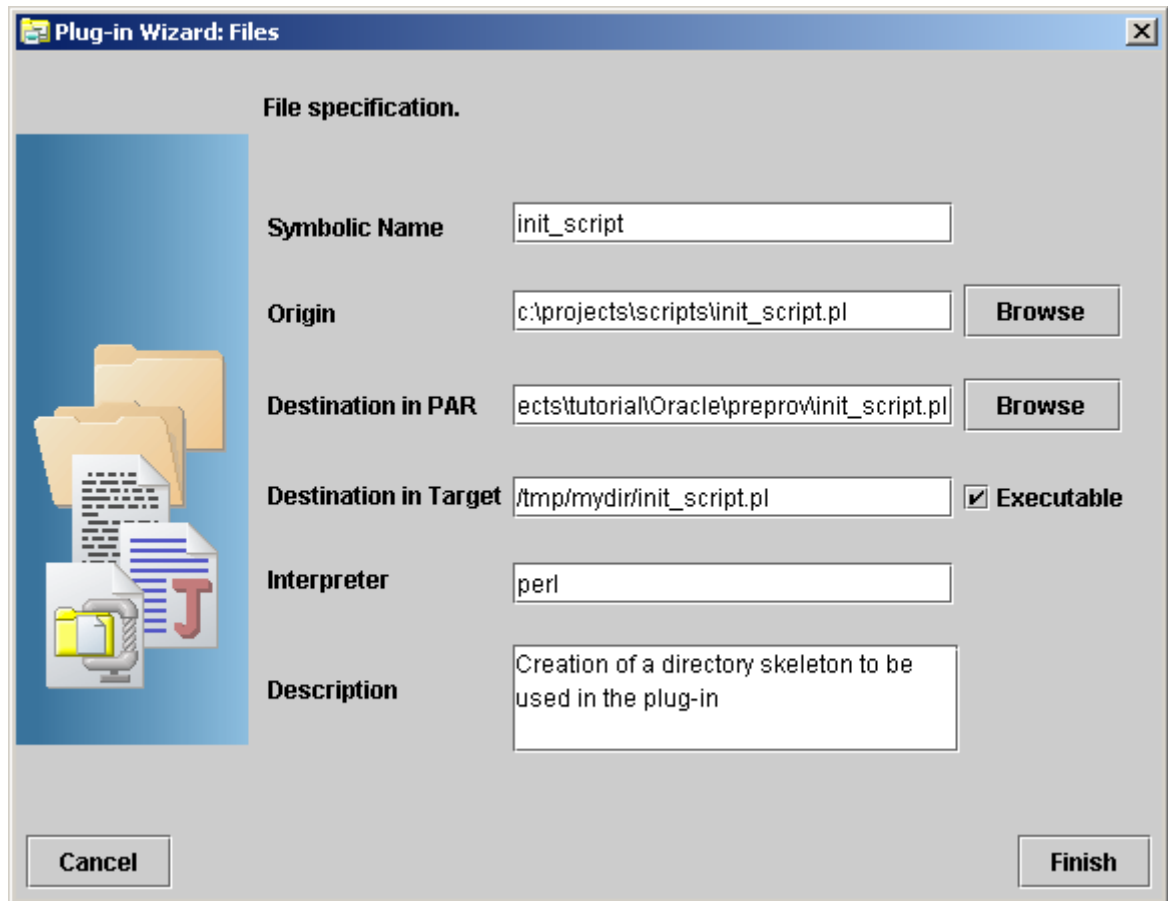 Plug-in Wizard: Files
File specification.
Symbolic Name init_script
Origin c:\projects\scripts\init_script.pl Browse
Destination in PAR ects\tutorial\Oracle\preprov\init_script.pl Browse
Destination in Target /tmp/mydir/init_script.pl Executable
Interpreter perl
Description Creation of a directory skeleton to be
used in the plug-in
J
Cancel Finish